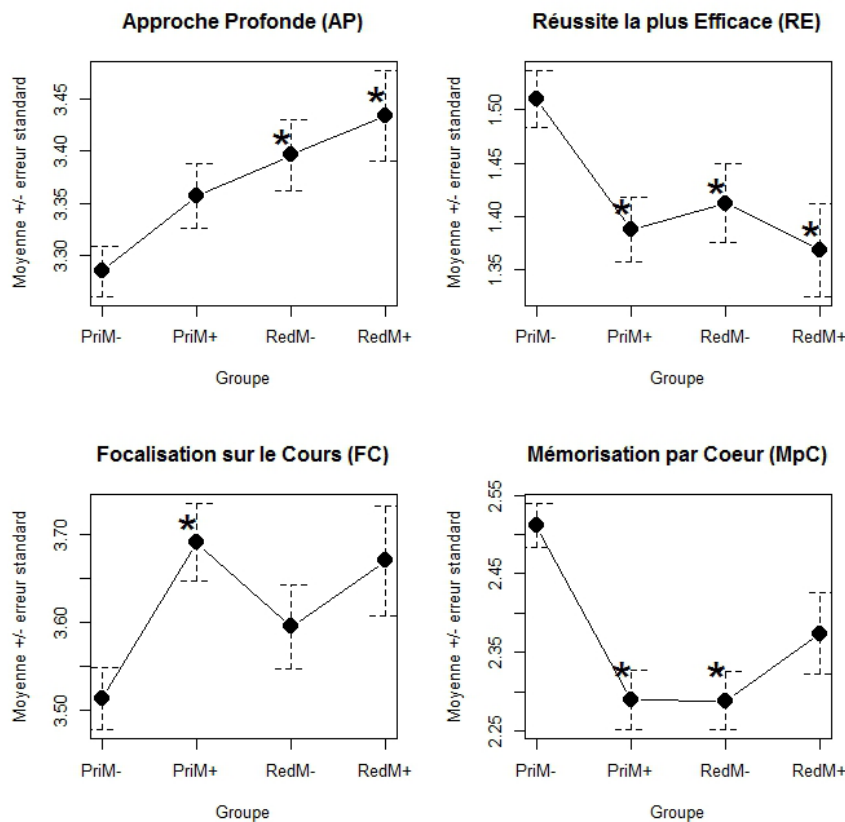 Approche Profonde (AP)
Moyenne +/- erreur standard
3.45
3.40
3.35
3.30
*
*
PriM-
PriM+
RedM-
RedM+
Groupe
Réussite la plus Efficace (RE)
Moyenne +/- erreur standard
1.50
1.45
1.40
1.35
*
*
*
PriM-
PriM+
RedM-
RedM+
Groupe
Focalisation sur le Cours (FC)
Moyenne +/- erreur standard
3.70
3.60
3.50
*
PriM-
PriM+
RedM-
RedM+
Groupe
Mémorisation par Coeur (MpC)
Moyenne +/- erreur standard
2.55
2.45
2.35
2.25
*
*
PriM-
PriM+
RedM-
RedM+
Groupe